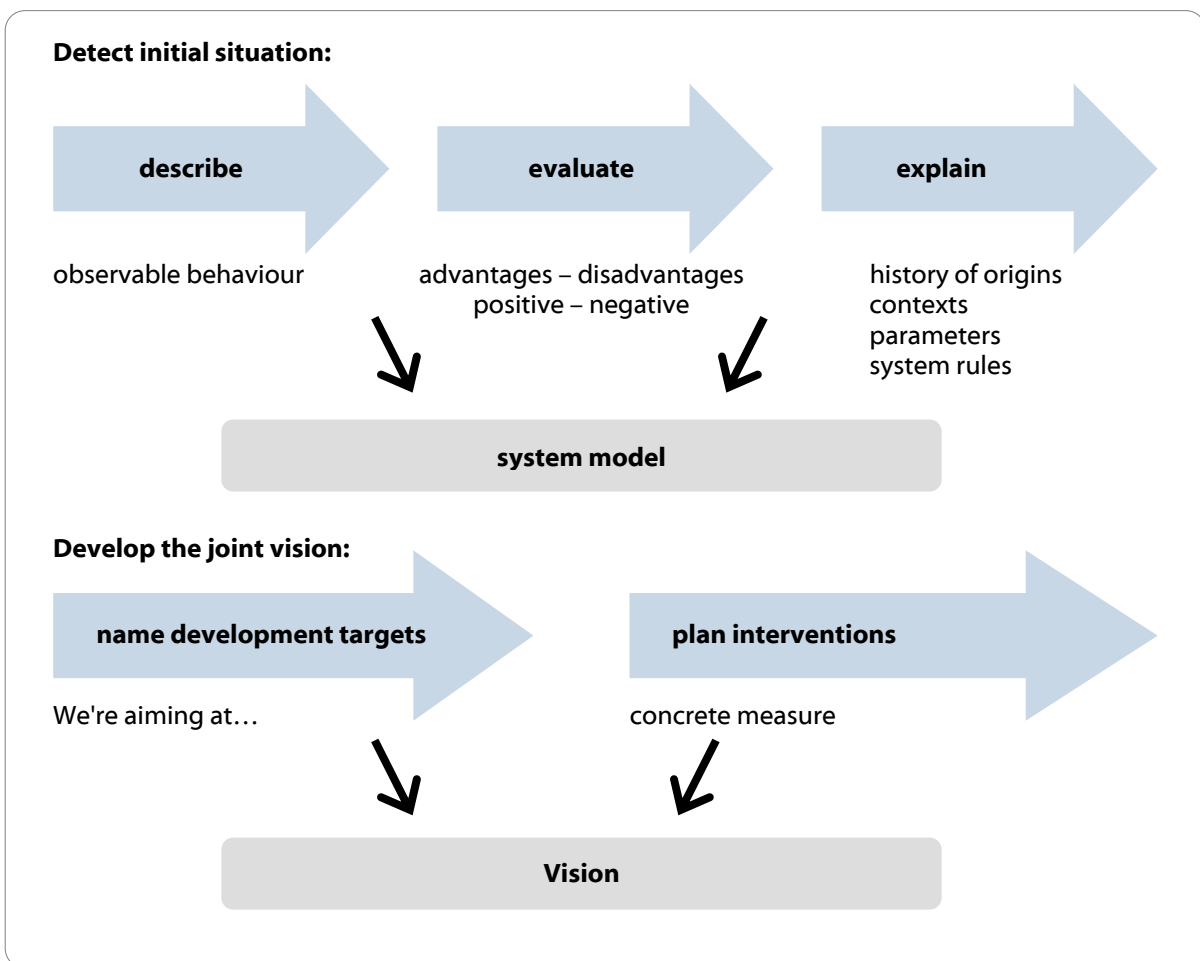 Detect initial situation:
describe
evaluate
explain
observable behaviour
advantages – disadvantages
positive – negative
history of origins
contexts
parameters
system rules
system model
Develop the joint vision:
name development targets
plan interventions
We're aiming at…
concrete measure
Vision